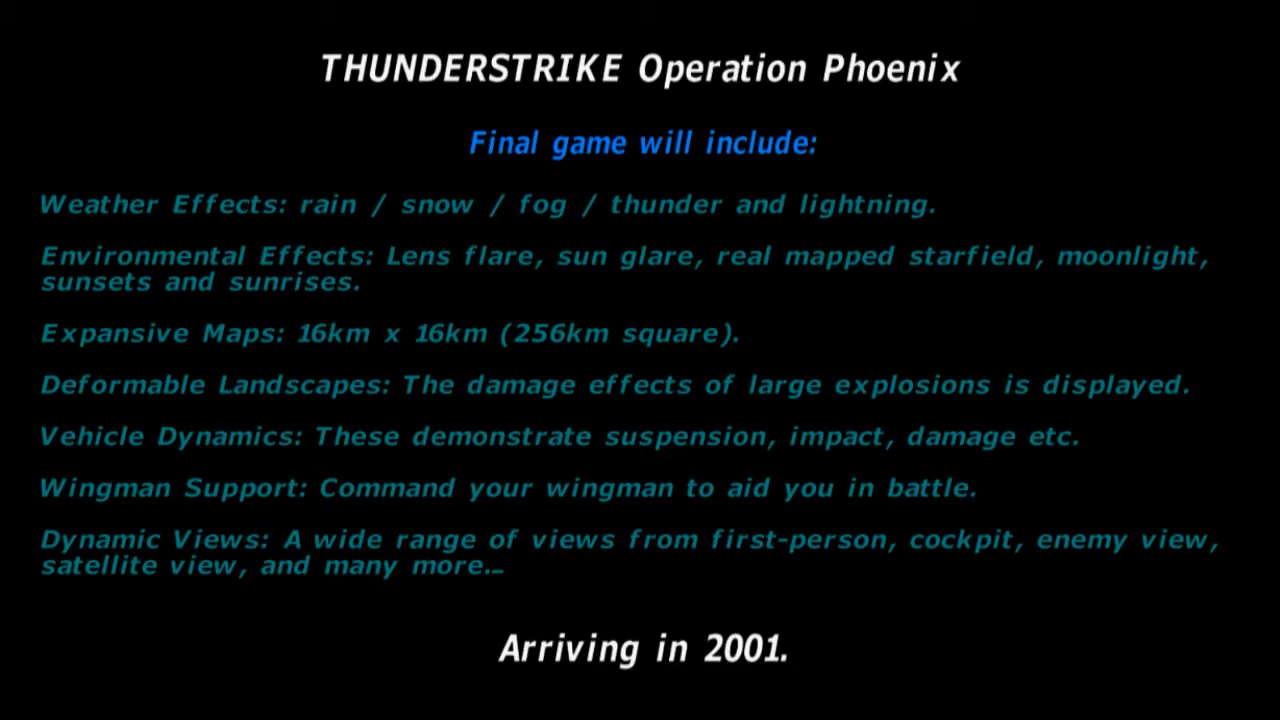 THUNDERSTRIKE Operation Phoenix
Final game will include:
Weather Effects: rain / snow / fog / thunder and lightning.
Environmental Effects: Lens flare, sun glare, real mapped starfield, moonlight,
sunsets and sunrises.
Expansive Maps: 16km x 16km (256km square).
Deformable Landscapes: The damage effects of large explosions is displayed.
Vehicle Dynamics: These demonstrate suspension, impact, damage etc.
Wingman Support: Command your wingman to aid you in battle.
Dynamic Views: A wide range of views from first-person, cockpit, enemy view,
satellite view, and many more...
Arriving in 2001.